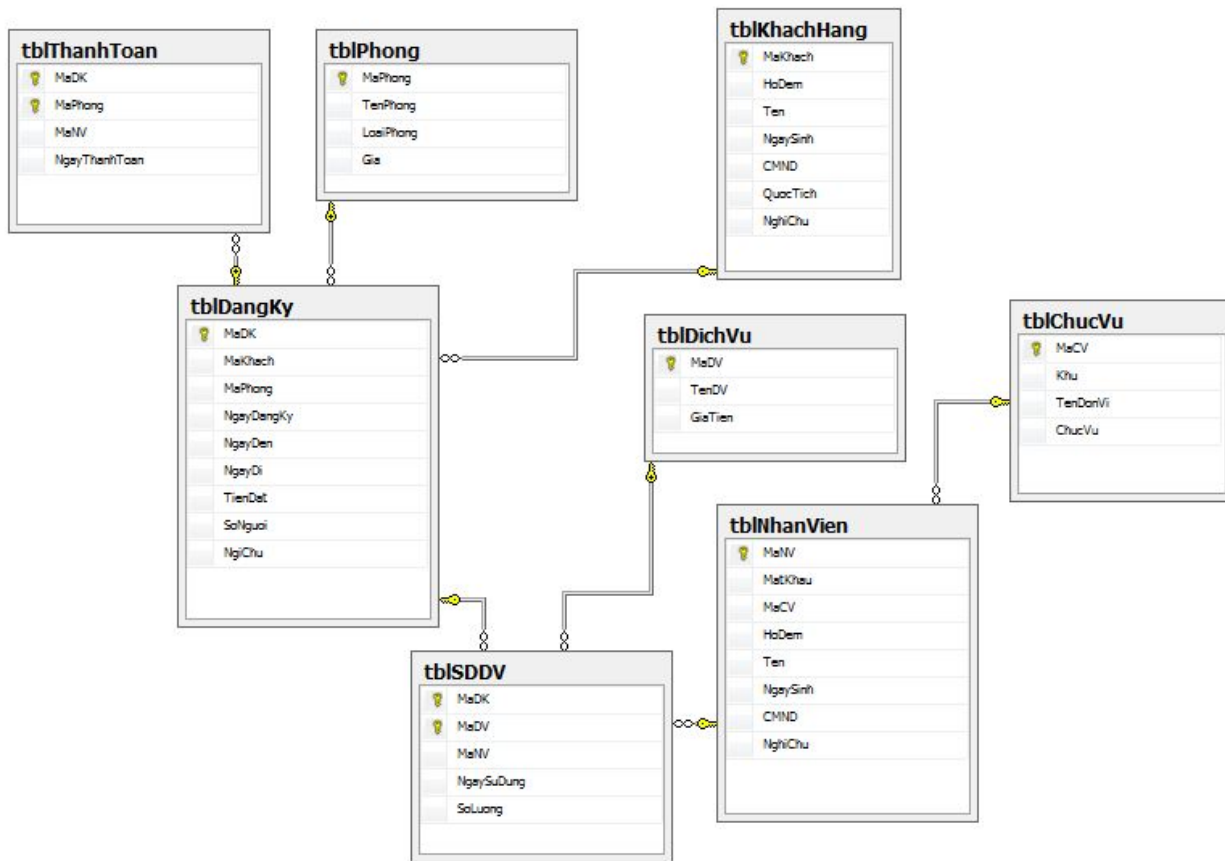 tblThanhToan
MaDK
MaPhong
MaNV
NgayThanhToan
tblPhong
MaPhong
TenPhong
LoaiPhong
Gia
tblKhachHang
MaKhach
HoDem
Ten
NgaySinh
CMND
QuocTich
NghiChu
tblDangKy
MaDK
MaKhach
MaPhong
NgayDangKy
NgayDen
NgayDi
TienDat
SoNguoi
NgiChu
tblDichVu
MaDV
TenDV
GiaTien
tblChucVu
MaCV
Khu
TenDonVi
ChucVu
tblNhanVien
MaNV
MatKhau
MaCV
HoDem
Ten
NgaySinh
CMND
NghiChu
tblSDDV
MaDK
MaDV
MaNV
NgaySuDung
SoLuong